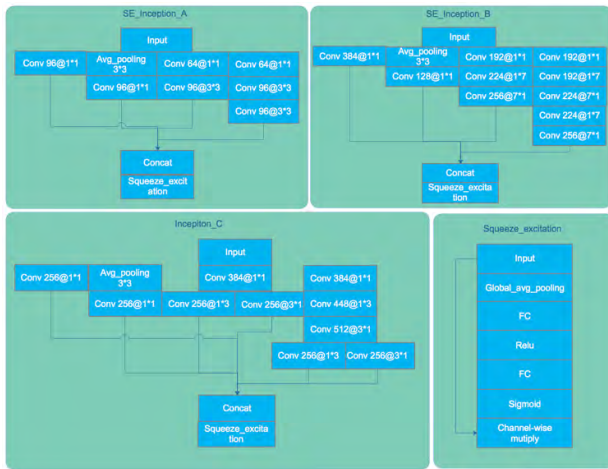 SE_Inception_A
Input
Conv 96@1*1
Avg_pooling
3*3
Conv 64@1*1
Conv 64@1*1
Conv 96@1*1
Conv 96@3*3
Conv 96@3*3
Conv 96@3*3
Concat
Squeeze_excit
ation
SE_Inception_B
Input
Conv 384@1*1
Avg_pooling
3*3
Conv 192@1*1
Conv 192@1*1
Conv 128@1*1
Conv 224@1*7
Conv 192@1*7
Conv 256@7*1
Conv 224@7*1
Conv 224@1*7
Conv 256@7*1
Concat
Squeeze_excita
tion
Incepiton_C
Input
Conv 256@1*1
Avg_pooling
3*3
Conv 384@1*1
Conv 384@1*1
Conv 256@1*1
Conv 256@1*3
Conv 256@3*1
Conv 448@1*3
Conv 512@3*1
Conv 256@1*3
Conv 256@3*1
Concat
Squeeze_excita
tion
Squeeze_excitation
Input
Global_avg_pooling
FC
Relu
FC
Sigmoid
Channel-wise
mutiply